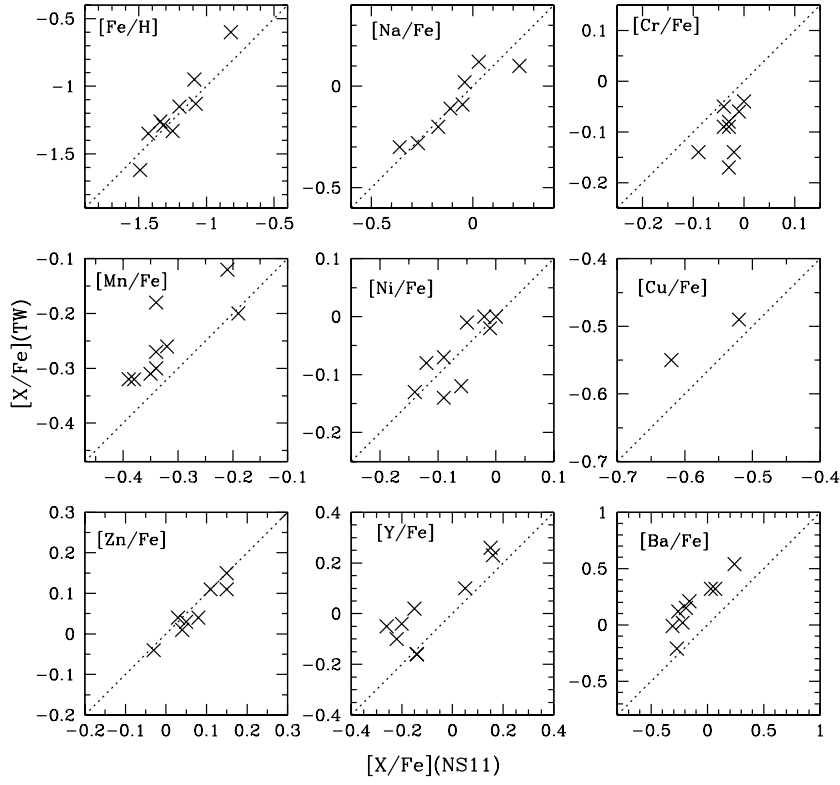 [Fe/H]
−0.5
−1
−1.5
−1.5 −1 −0.5
[Na/Fe]
0
−0.5
−0.5 0
[Cr/Fe]
0.1
0
−0.1
−0.2
−0.2 −0.1 0 0.1
[X/Fe](TW)
[Mn/Fe]
−0.1
−0.2
−0.3
−0.4
−0.4 −0.3 −0.2 −0.1
[Ni/Fe]
0.1
0
−0.1
−0.2
−0.2 −0.1 0 0.1
[Cu/Fe]
−0.4
−0.5
−0.6
−0.7
−0.7 −0.6 −0.5 −0.4
[Zn/Fe]
0.3
0.2
0.1
0
−0.1
−0.2
−0.2 −0.1 0 0.1 0.2 0.3
[Y/Fe]
0.4
0.2
0
−0.2
−0.4
−0.4 −0.2 0 0.2 0.4
[Ba/Fe]
1
0.5
0
−0.5
−0.5 0 0.5 1
[X/Fe](NS11)